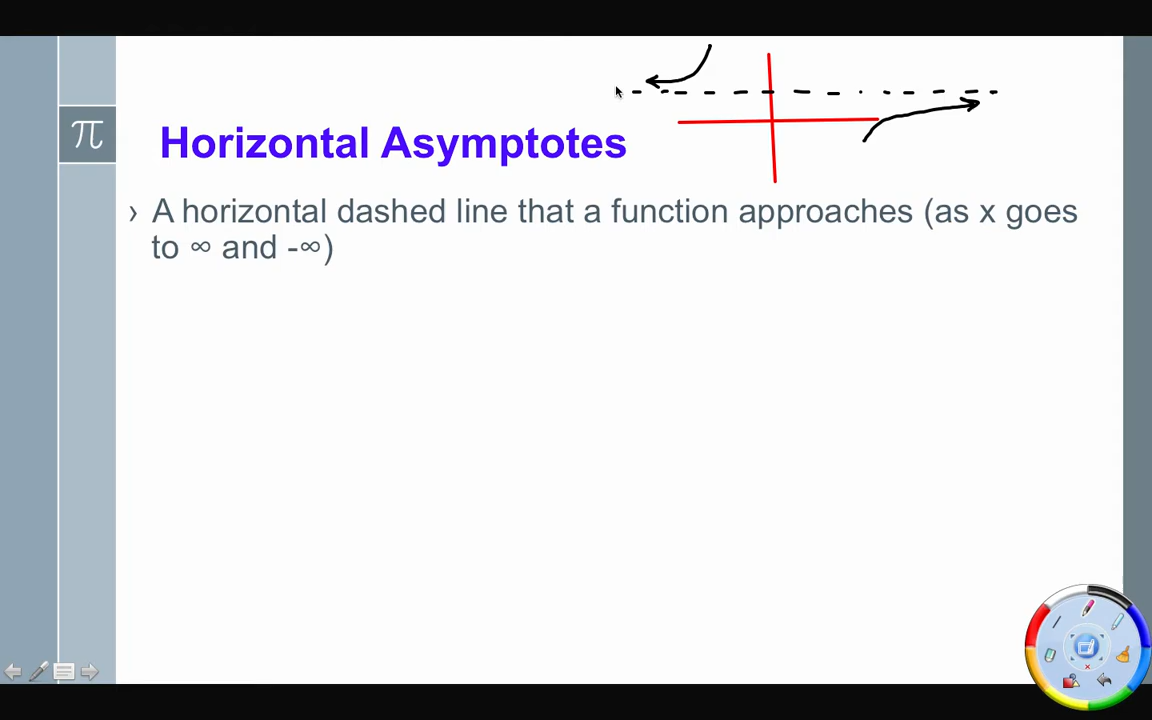 π
Horizontal Asymptotes
› A horizontal dashed line that a function approaches (as x goes
to ∞ and -∞)